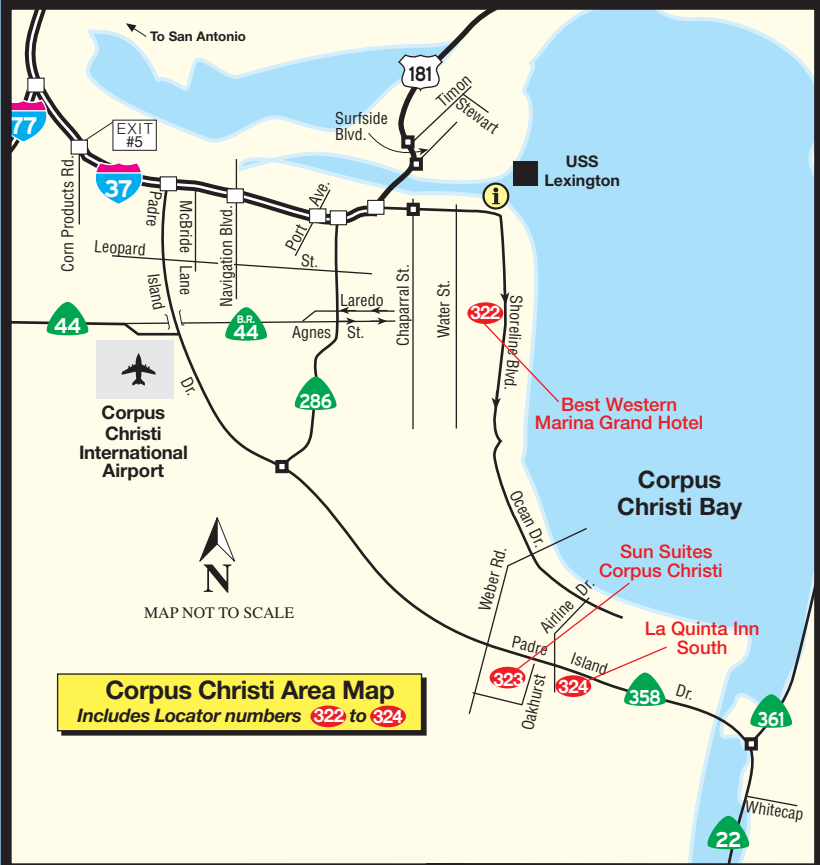 To San Antonio
181
Timon
Stewart
Surfside
Blvd.
77
EXIT
#5
37
USS
Lexington
i
Corn Products Rd.
Padre
Island
Dr.
McBride Lane
Navigation Blvd.
Port Ave.
Leopard St.
Chaparral St.
Water St.
Shoreline Blvd.
322
Laredo
Agnes St.
44
B.R.
44
286
Corpus
Christi
International
Airport
Best Western
Marina Grand Hotel
Corpus
Christi Bay
Ocean Dr.
Sun Suites
Corpus Christi
Weber Rd.
Airline Dr.
La Quinta Inn
South
N
MAP NOT TO SCALE
Padre Island Dr.
323
324
Oakhurst
358
361
Corpus Christi Area Map
Includes Locator numbers 322 to 324
Whitecap
22